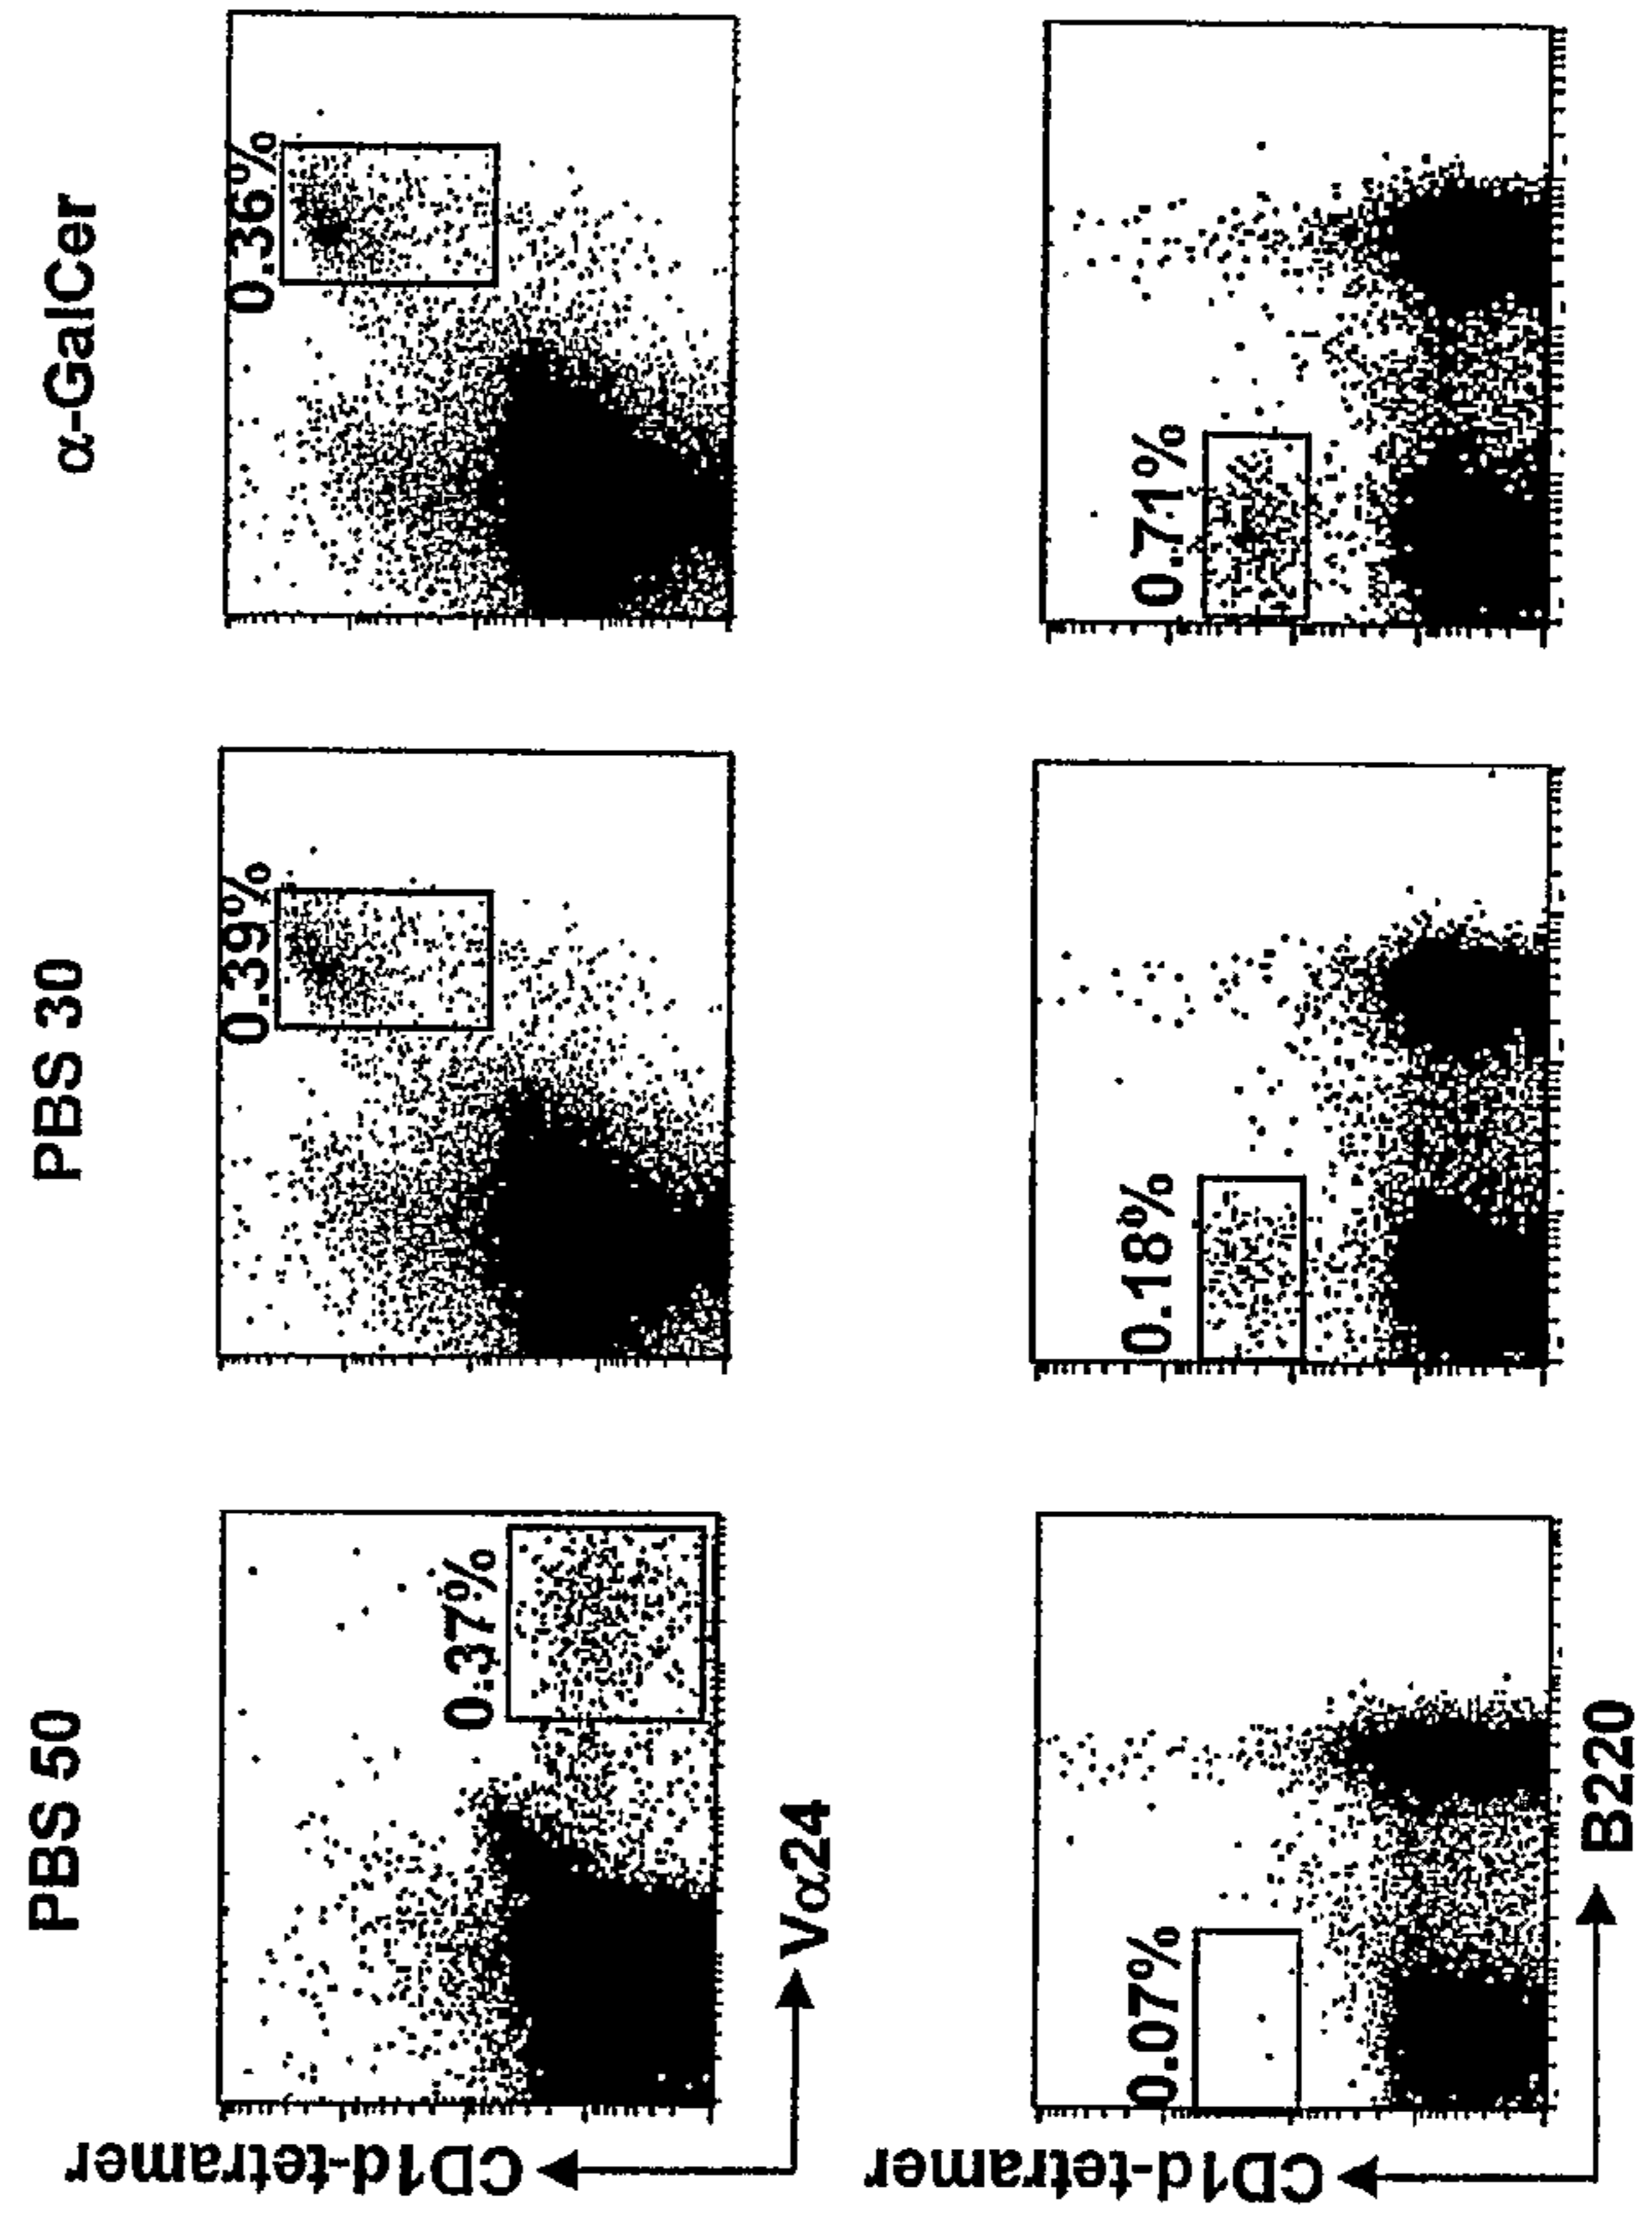 PBS 50
PBS 30
α-GalCer
0.37%
0.39%
0.36%
CD1d-tetramer
Vα24
0.07%
0.18%
0.71%
CD1d-tetramer
B220